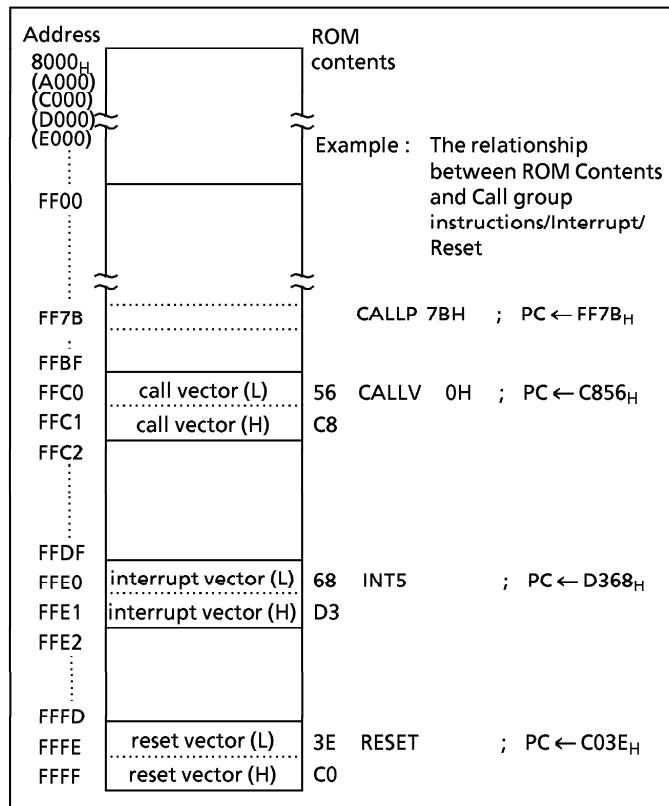 Address ROM
8000H contents
(A000)
(C000)
(D000)
(E000)
Example : The relationship
between ROM Contents
and Call group
instructions/Interrupt/
Reset
FF00
FF7B CALLP 7BH ; PC ← FF7BH
FFBF
FFC0 call vector (L) 56 CALLV 0H ; PC ← C856H
FFC1 call vector (H) C8
FFC2
FFDF
FFE0 interrupt vector (L) 68 INT5 ; PC ← D368H
FFE1 interrupt vector (H) D3
FFE2
FFFD
FFFE reset vector (L) 3E RESET ; PC ← C03EH
FFFF reset vector (H) C0